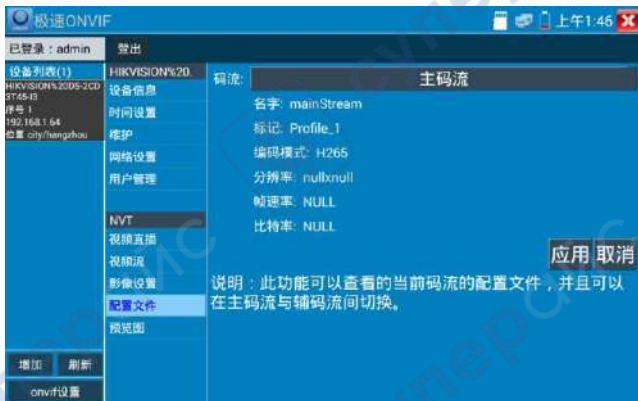 极速ONVIF
上午1:46
已登录：admin
登出
设备列表(1)
HIKVISION%20DS-2CD
3T45-I3
序号 1
192.168.1.64
位置 city/hangzhou
增加
刷新
onvif设置
HIKVISION%20.
设备信息
时间设置
维护
网络设置
用户管理
NVT
视频直播
视频流
影像设置
配置文件
预览图
码流:
主码流
名字: mainStream
标记: Profile_1
编码模式: H265
分辨率: nullxnull
帧速率: NULL
比特率: NULL
应用
取消
说明：此功能可以查看的当前码流的配置文件，并且可以
在主码流与辅码流间切换。